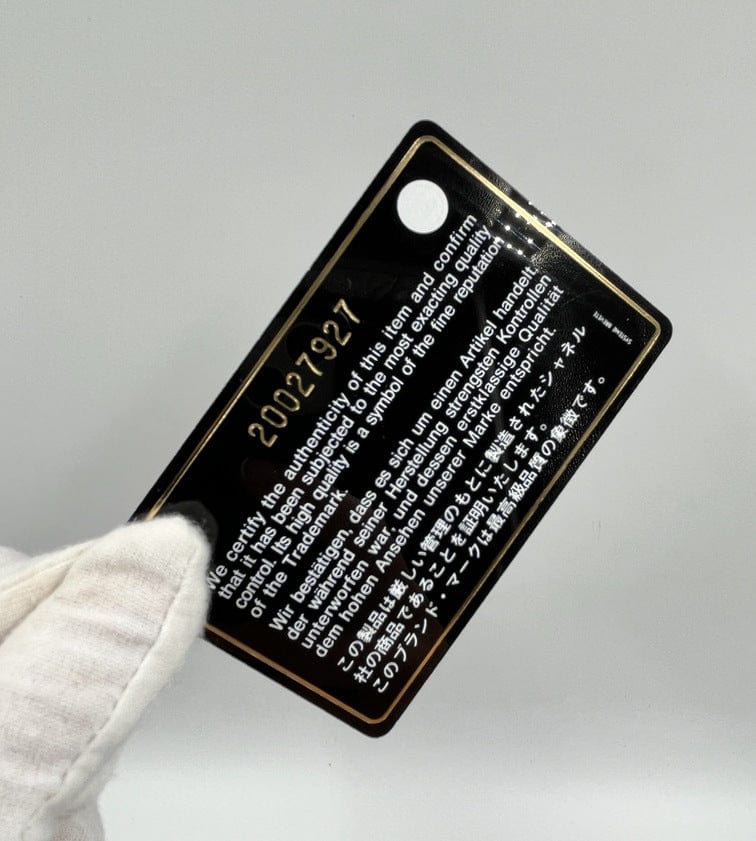 20027927
We certify the authenticity of this item and confirm
that it has been subjected to the most exacting quality
control. Its high quality is a symbol of the fine reputation
of the Trademark.
Wir bestätigen, dass es sich um einen Artikel handelt,
der während seiner Herstellung strengsten Kontrollen
unterworfen war, und dessen erstklassige Qualität
dem hohen Ansehen unserer Marke entspricht.
この製品は厳しい管理のもとに製造されたシャネル
社の商品であることを証明いたします。
このブランド・マークは最高級品質の象徴です。
SYSTEME BREVETE